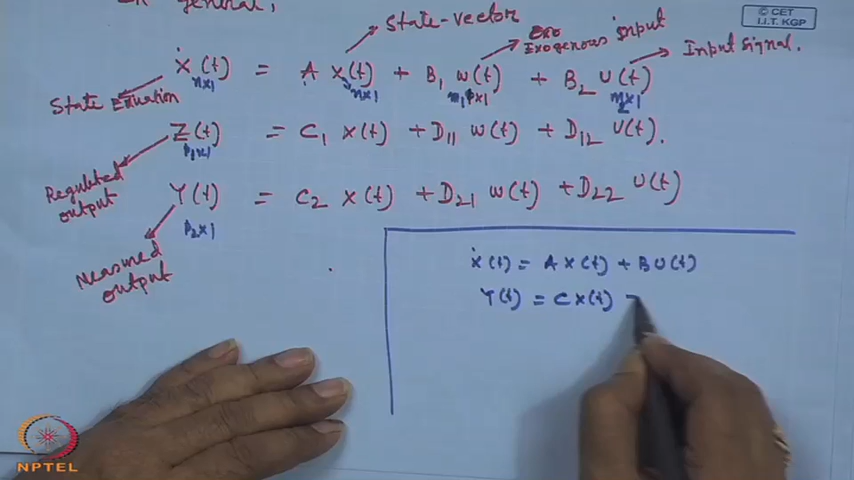 In general,
© CET
I.I.T. KGP
State-vector
Exogenous input
Input signal.
Ẋ(t) = A X(t) + B₁ w(t) + B₂ U(t)
n×1 n×1 m₁×1 m₂×1
State Equation
Z(t) = C₁ X(t) + D₁₁ w(t) + D₁₂ U(t).
p₁×1
Regulated output
Y(t) = C₂ X(t) + D₂₁ w(t) + D₂₂ U(t)
p₂×1
Measured output
Ẋ(t) = A X(t) + B U(t)
Y(t) = C X(t)
NPTEL